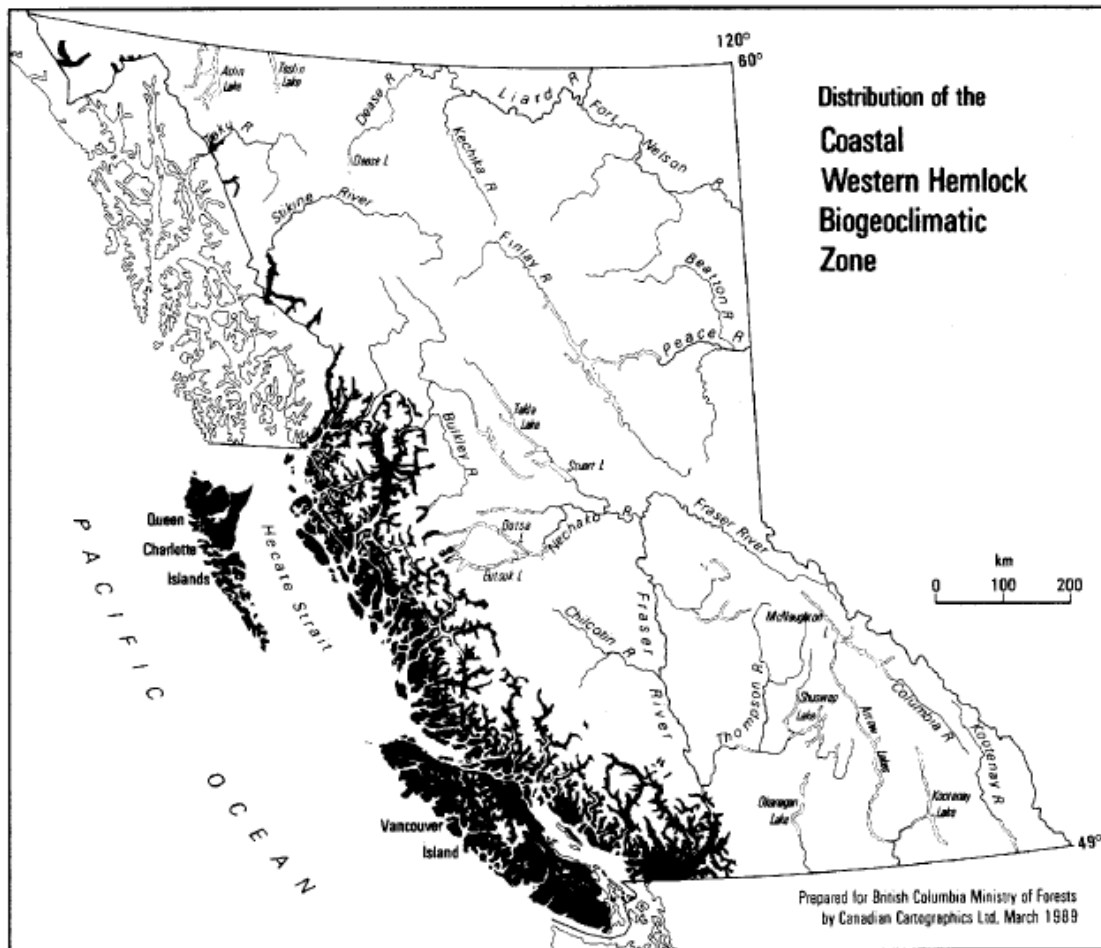 120°
60°
Distribution of the
Coastal
Western Hemlock
Biogeoclimatic
Zone
Atlin
Lake
Teslin
Lake
Taku R
Dease R
Dease L
Liard R
Kechika R
Fort Nelson R
Stikine River
Finlay R
Beatton R
Peace R
Bulkley R
Takla
Lake
Stuart L
Queen
Charlotte
Islands
Hecate Strait
PACIFIC OCEAN
Ootsa
L
Eutsuk L
Nechako R
Fraser River
km
0 100 200
Chilcotin R
Fraser River
McNaughton
L
Thompson R
Shuswap
Lake
Arrow Lakes
Columbia R
Kootenay R
Okanagan
Lake
Kootenay
Lake
Vancouver
Island
49°
Prepared for British Columbia Ministry of Forests
by Canadian Cartographics Ltd, March 1989